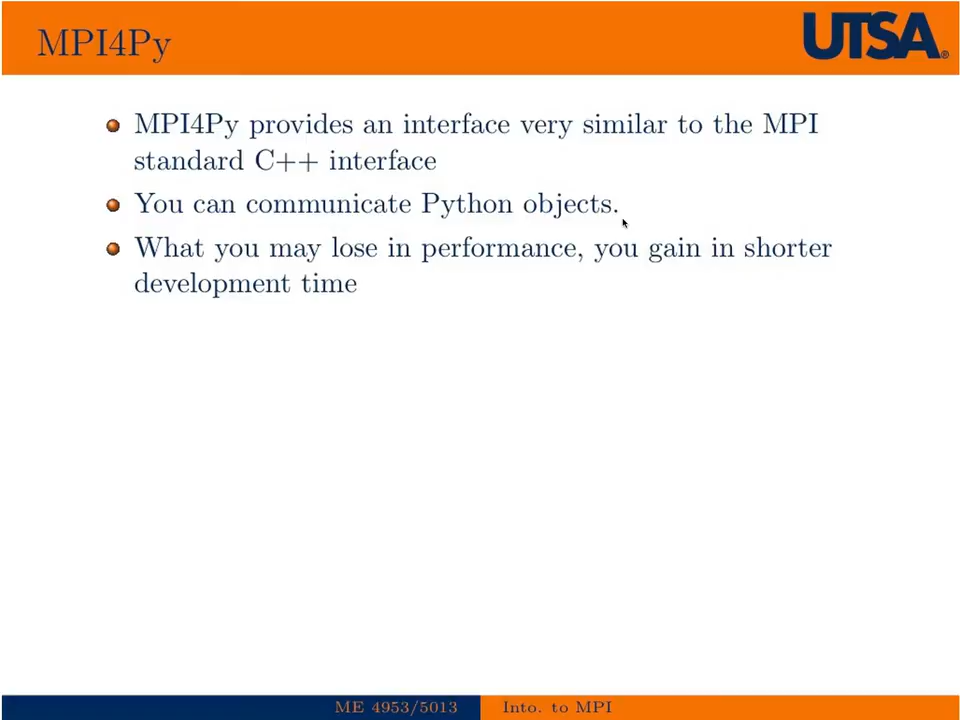 MPI4Py
UTSA®
MPI4Py provides an interface very similar to the MPI
standard C++ interface
You can communicate Python objects.
What you may lose in performance, you gain in shorter
development time
ME 4953/5013
Into. to MPI